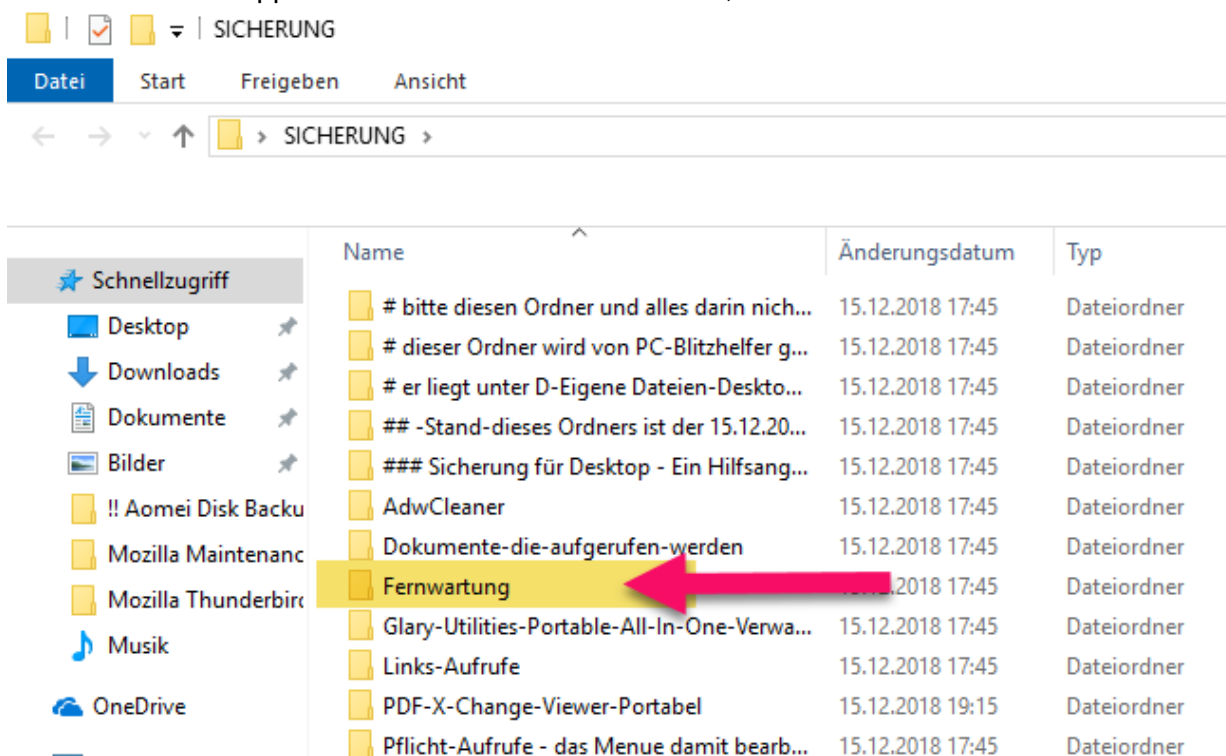 SICHERUNG
Datei Start Freigeben Ansicht
SICHERUNG
Name Änderungsdatum Typ
Schnellzugriff
Desktop
Downloads
Dokumente
Bilder
!! Aomei Disk Backu
Mozilla Maintenanc
Mozilla Thunderbir
Musik
OneDrive
# bitte diesen Ordner und alles darin nich... 15.12.2018 17:45 Dateiordner
# dieser Ordner wird von PC-Blitzhelfer g... 15.12.2018 17:45 Dateiordner
# er liegt unter D-Eigene Dateien-Deskto... 15.12.2018 17:45 Dateiordner
## -Stand-dieses Ordners ist der 15.12.20... 15.12.2018 17:45 Dateiordner
### Sicherung für Desktop - Ein Hilfsang... 15.12.2018 17:45 Dateiordner
AdwCleaner 15.12.2018 17:45 Dateiordner
Dokumente-die-aufgerufen-werden 15.12.2018 17:45 Dateiordner
Fernwartung .2018 17:45 Dateiordner
Glary-Utilities-Portable-All-In-One-Verwa... 15.12.2018 17:45 Dateiordner
Links-Aufrufe 15.12.2018 17:45 Dateiordner
PDF-X-Change-Viewer-Portabel 15.12.2018 19:15 Dateiordner
Pflicht-Aufrufe - das Menue damit bearb... 15.12.2018 17:45 Dateiordner